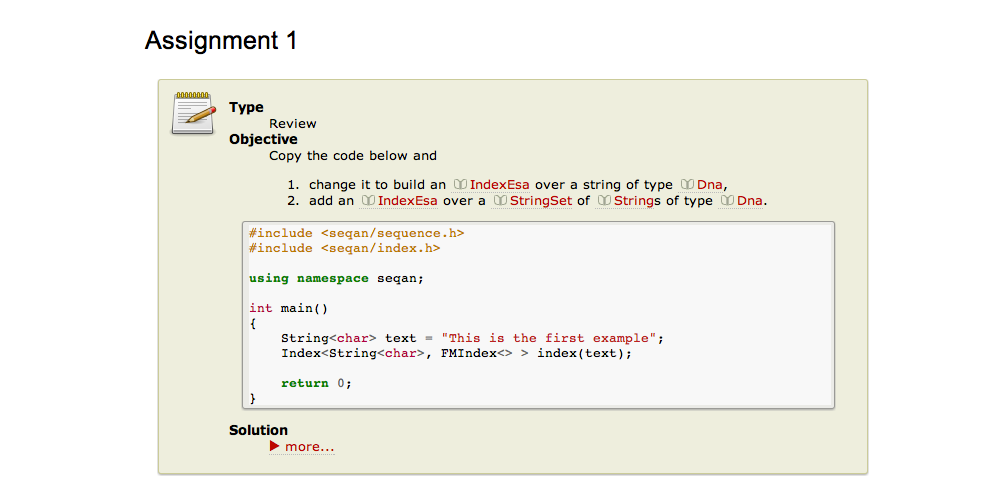 Assignment 1
Type
Review
Objective
Copy the code below and
1. change it to build an IndexEsa over a string of type Dna,
2. add an IndexEsa over a StringSet of Strings of type Dna.
#include <seqan/sequence.h>
#include <seqan/index.h>
using namespace seqan;
int main()
{
String<char> text = "This is the first example";
Index<String<char>, FMIndex<> > index(text);
return 0;
}
Solution
more...